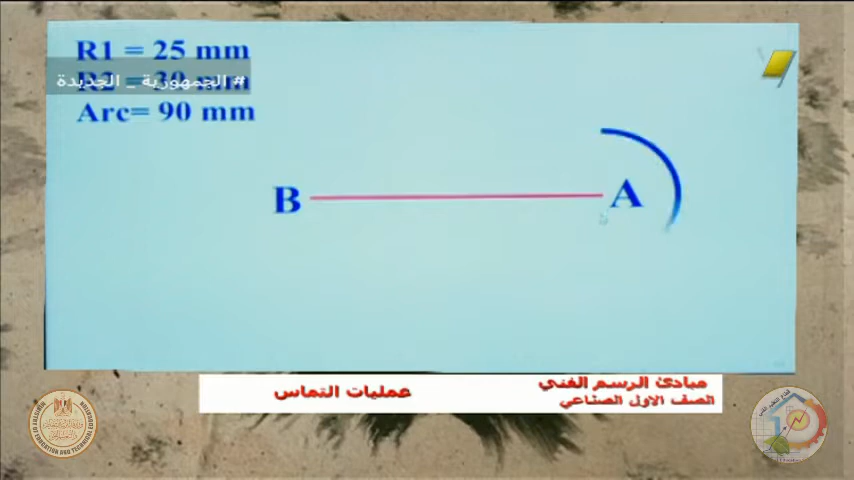 R1 = 25 mm
# الجمهورية _ الجديدة
Arc= 90 mm
B
A
مبادئ الرسم الفني
عمليات التماس
الصف الاول الصناعي